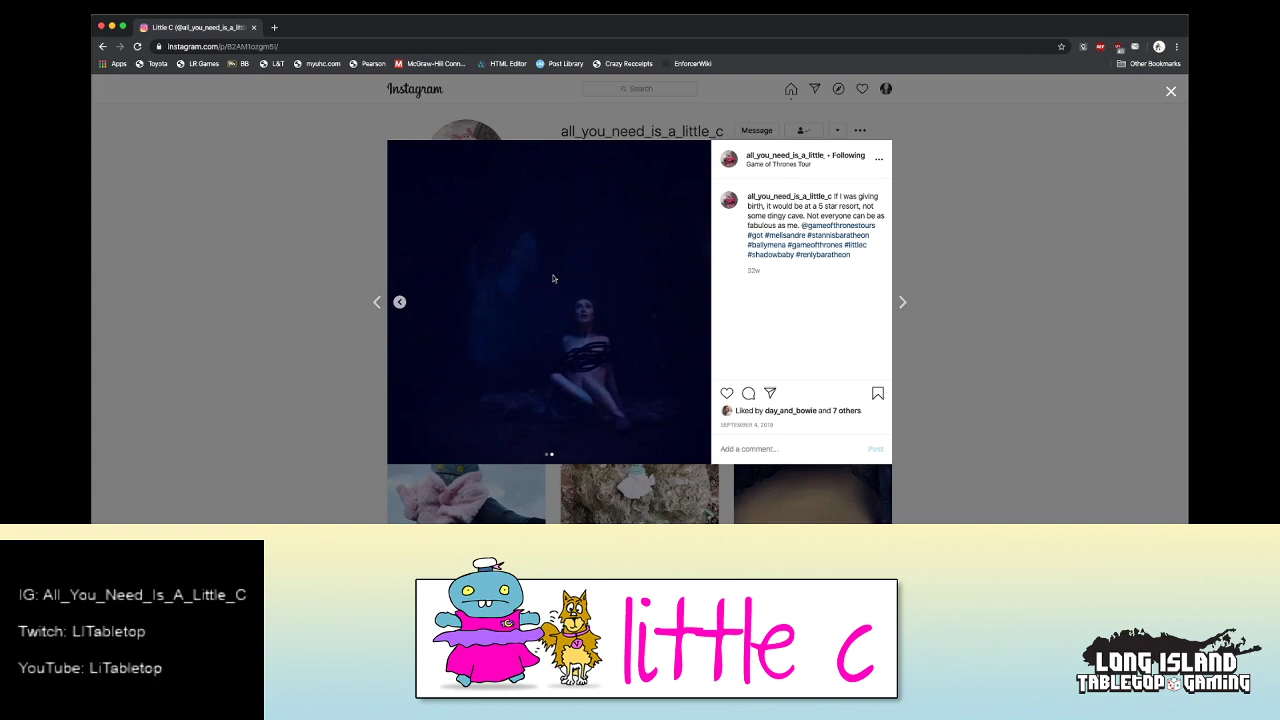 Little C (@all_you_need_is_a_littl
instagram.com/p/B2AM1ozgm5l/
Apps Toyota LR Games BB L&T myuhc.com Pearson McGraw-Hill Conn... HTML Editor Post Library Crazy Recceipts EnforcerWiki Other Bookmarks
Instagram Search
all_you_need_is_a_little_c Message
all_you_need_is_a_little_ • Following
Game of Thrones Tour
all_you_need_is_a_little_c If I was giving
birth, it would be at a 5 star resort, not
some dingy cave. Not everyone can be as
fabulous as me. @gameofthronestours
#got #melisandre #stannisbaratheon
#ballymena #gameofthrones #littlec
#shadowbaby #renlybaratheon
32w
Liked by day_and_bowie and 7 others
SEPTEMBER 4, 2019
Add a comment... Post
IG: All_You_Need_Is_A_Little_C
Twitch: LITabletop
YouTube: LiTabletop
little c
LONG ISLAND
TABLETOP GAMING